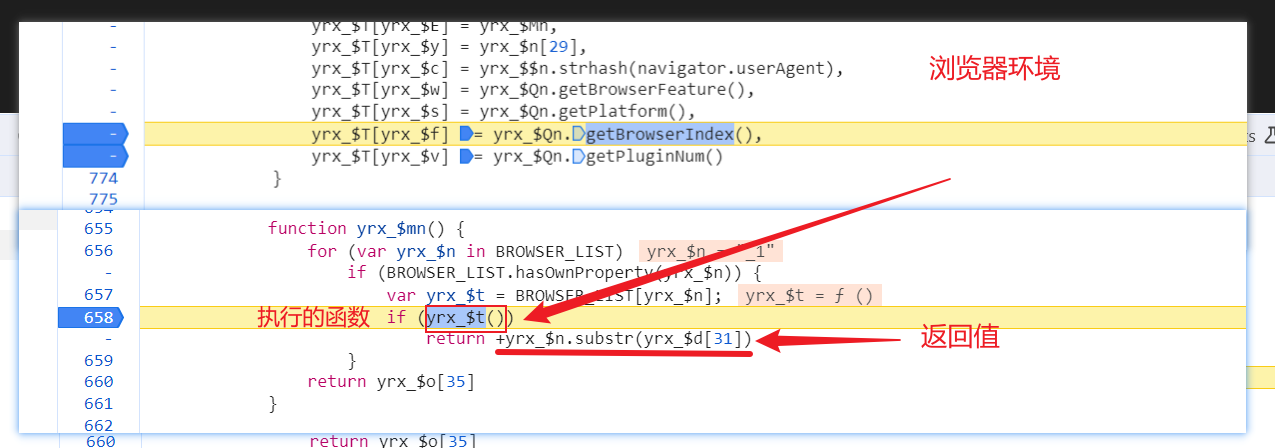 yrx_$T[yrx_$E] = yrx_$Mn,
- yrx_$T[yrx_$y] = yrx_$n[29],
- yrx_$T[yrx_$c] = yrx_$$n.strhash(navigator.userAgent),
浏览器环境
- yrx_$T[yrx_$w] = yrx_$Qn.getBrowserFeature(),
- yrx_$T[yrx_$s] = yrx_$Qn.getPlatform(),
- yrx_$T[yrx_$f] = yrx_$Qn.getBrowserIndex(),
- yrx_$T[yrx_$v] = yrx_$Qn.getPluginNum()
774 }
775
655 function yrx_$mn() {
656 for (var yrx_$n in BROWSER_LIST) yrx_$n
- if (BROWSER_LIST.hasOwnProperty(yrx_$n)) {
657 var yrx_$t = BROWSER_LIST[yrx_$n]; yrx_$t = ƒ ()
执行的函数
658 if (yrx_$t())
- return +yrx_$n.substr(yrx_$d[31])
返回值
659 }
660 return yrx_$o[35]
661 }
662
660 return yrx_$o[35]